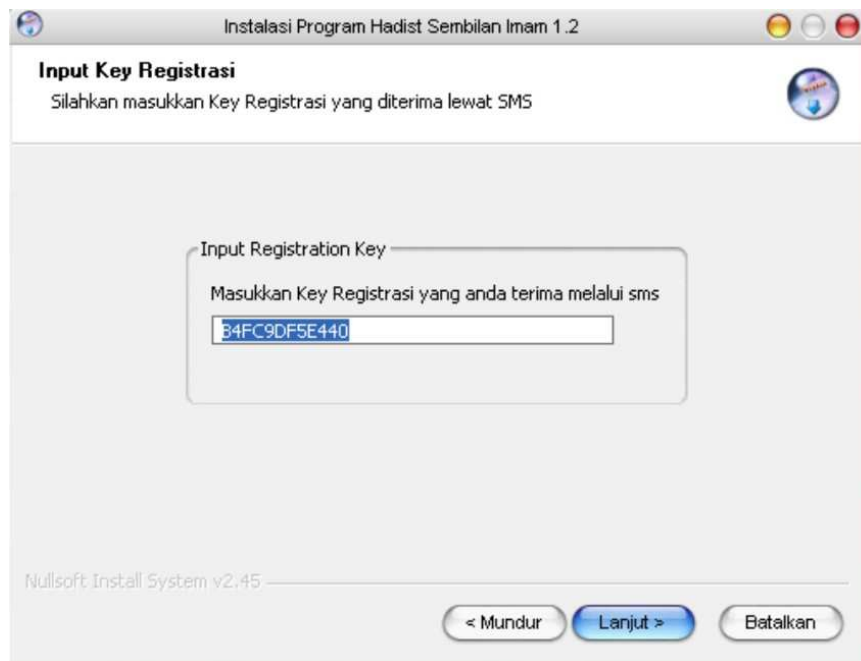 Instalasi Program Hadist Sembilan Imam 1.2
Input Key Registrasi
Silahkan masukkan Key Registrasi yang diterima lewat SMS
Input Registration Key
Masukkan Key Registrasi yang anda terima melalui sms
B4FC9DF5E440
Nullsoft Install System v2.45
< Mundur
Lanjut >
Batalkan